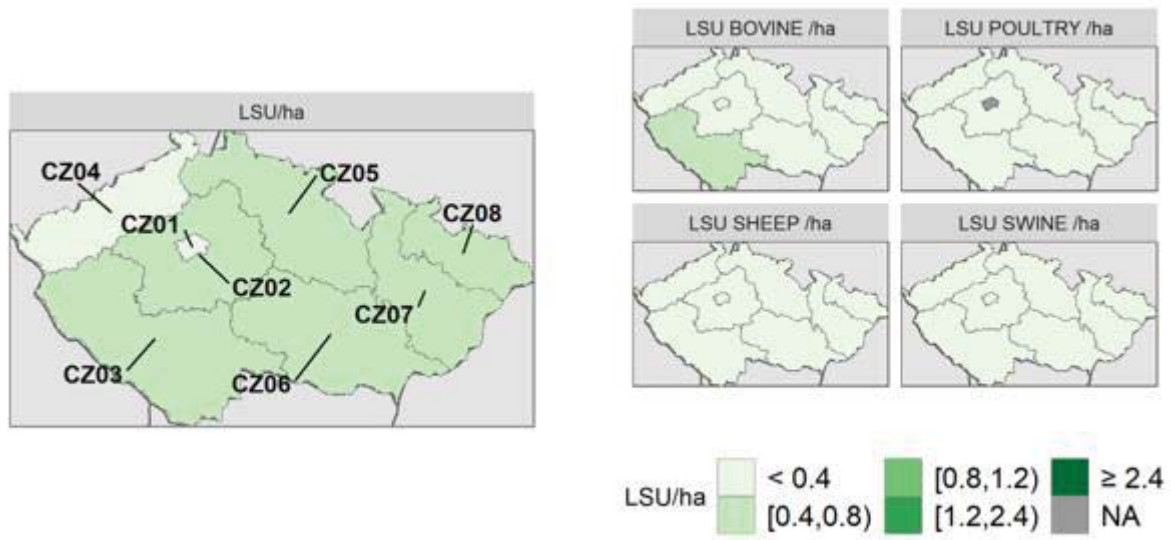 LSU/ha
CZ04
CZ05
CZ01
CZ08
CZ02
CZ07
CZ03
CZ06
LSU BOVINE /ha
LSU POULTRY /ha
LSU SHEEP /ha
LSU SWINE /ha
LSU/ha
< 0.4
[0.4,0.8)
[0.8,1.2)
[1.2,2.4)
≥ 2.4
NA